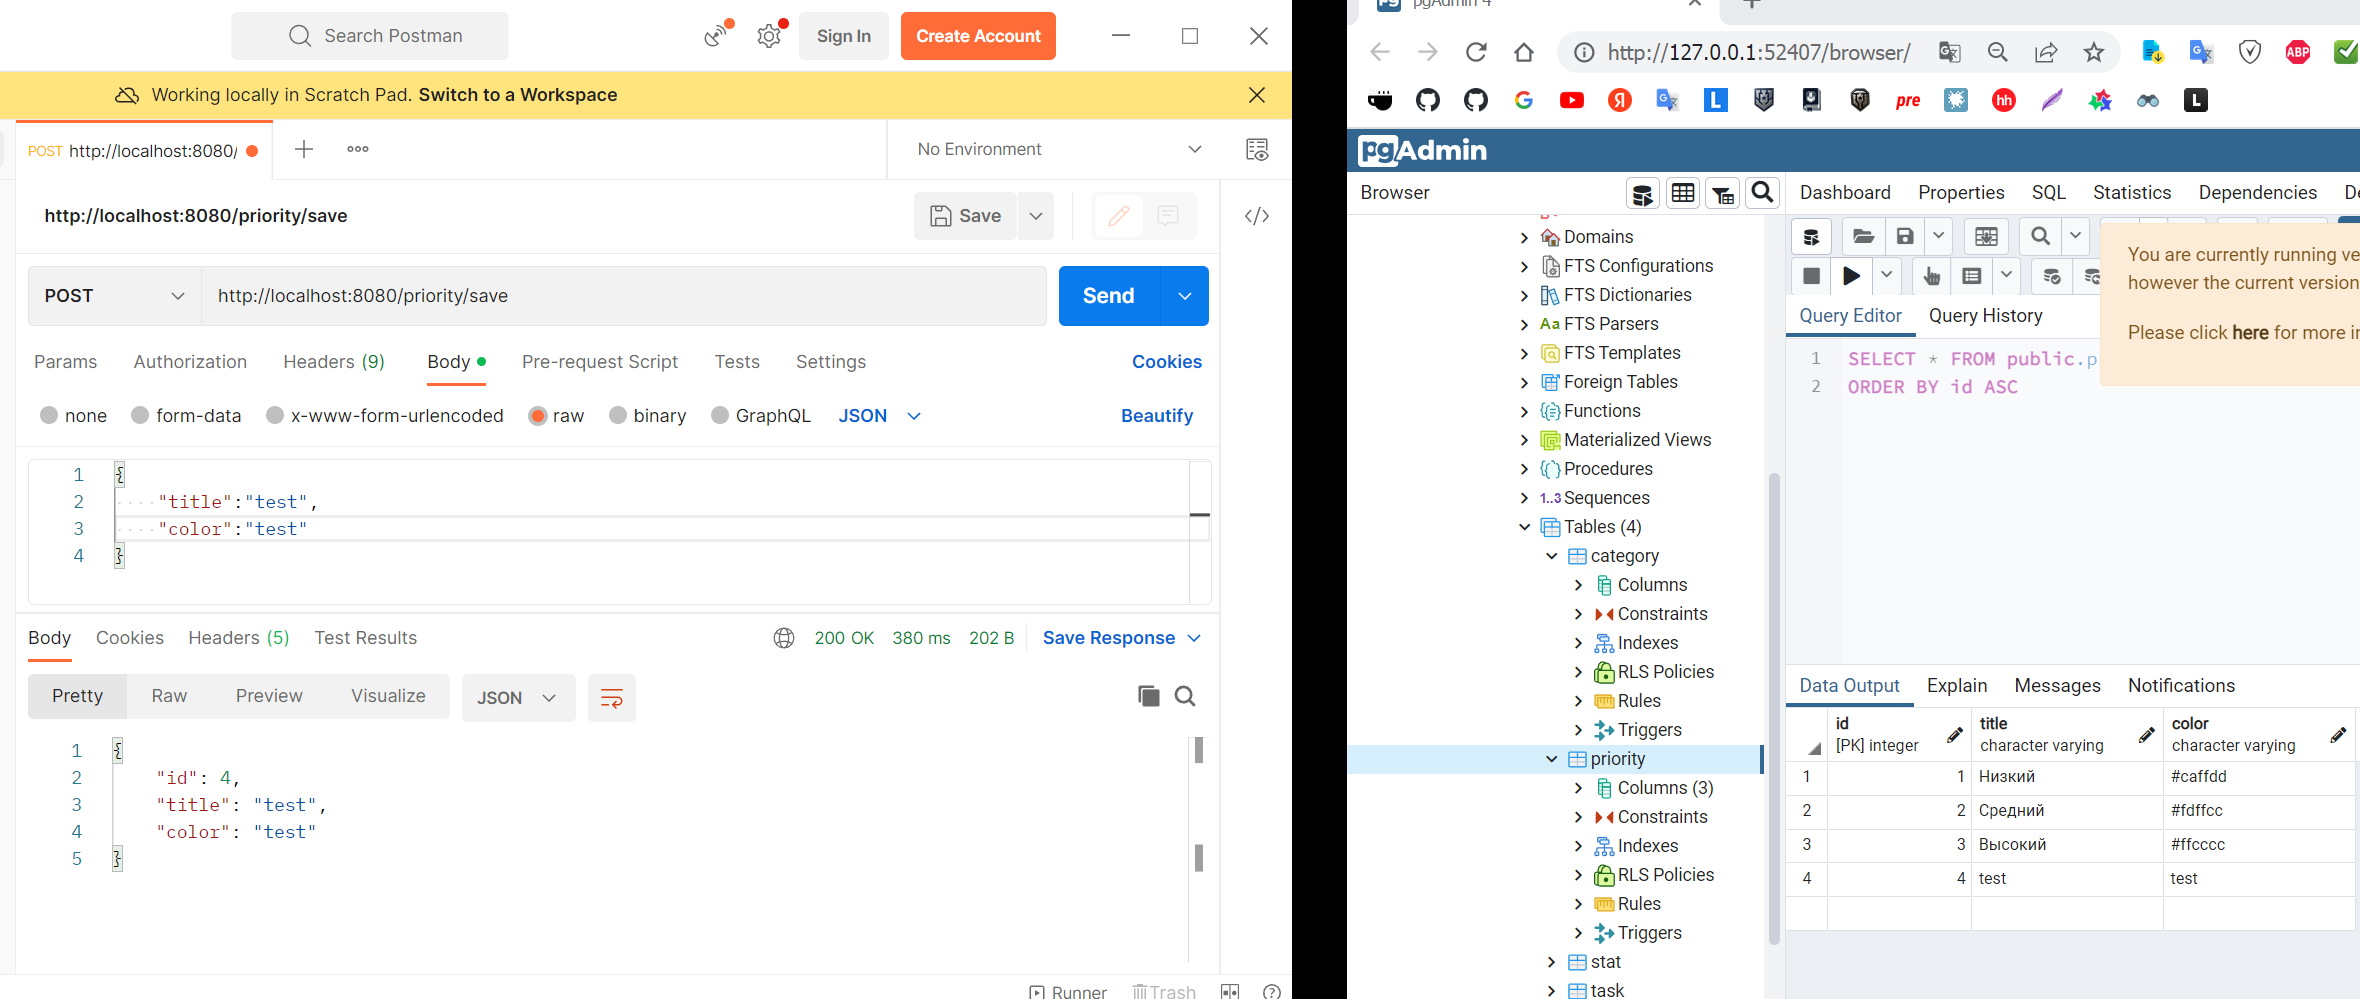 Search Postman
Sign In
Create Account
Working locally in Scratch Pad. Switch to a Workspace
POST http://localhost:8080/
No Environment
http://localhost:8080/priority/save
Save
POST
http://localhost:8080/priority/save
Send
Params
Authorization
Headers (9)
Body
Pre-request Script
Tests
Settings
Cookies
none
form-data
x-www-form-urlencoded
raw
binary
GraphQL
JSON
Beautify
1 {
2 "title":"test",
3 "color":"test"
4 }
Body
Cookies
Headers (5)
Test Results
200 OK
380 ms
202 B
Save Response
Pretty
Raw
Preview
Visualize
JSON
1 {
2 "id": 4,
3 "title": "test",
4 "color": "test"
5 }
Runner
Trash
pgAdmin 4
http://127.0.0.1:52407/browser/
ABP
G
Я
L
pre
hh
L
pgAdmin
Browser
Dashboard
Properties
SQL
Statistics
Dependencies
Domains
FTS Configurations
FTS Dictionaries
Aa FTS Parsers
FTS Templates
Foreign Tables
Functions
Materialized Views
Procedures
1..3 Sequences
Tables (4)
category
Columns
Constraints
Indexes
RLS Policies
Rules
Triggers
priority
Columns (3)
Constraints
Indexes
RLS Policies
Rules
Triggers
stat
task
You are currently running ve
however the current version
Please click here for more in
Query Editor
Query History
1 SELECT * FROM public.p
2 ORDER BY id ASC
Data Output
Explain
Messages
Notifications
id
[PK] integer
title
character varying
color
character varying
1 1 Низкий #caffdd
2 2 Средний #fdffcc
3 3 Высокий #ffcccc
4 4 test test